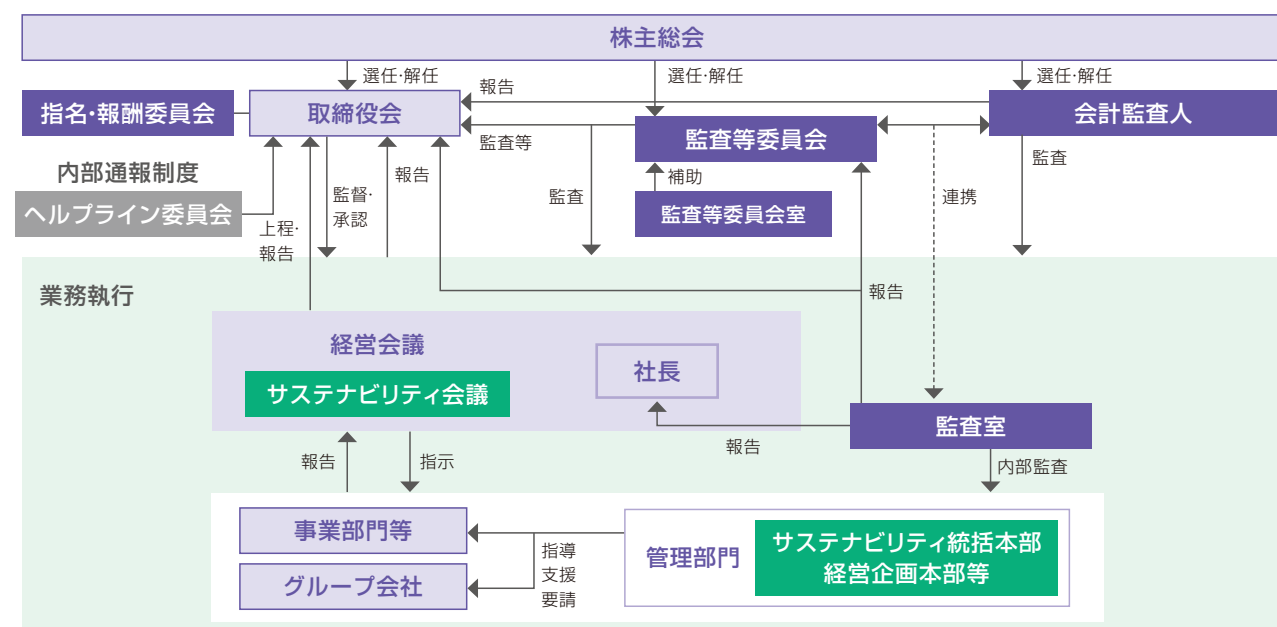 株主総会
選任・解任
選任・解任
選任・解任
報告
指名・報酬委員会
取締役会
会計監査人
監査等
監査等委員会
内部通報制度
ヘルプライン委員会
上程・
報告
監督・
承認
報告
監査
補助
監査等委員会室
連携
監査
業務執行
報告
経営会議
サステナビリティ会議
社長
監査室
報告
報告
指示
内部監査
事業部門等
グループ会社
指導
支援
要請
管理部門
サステナビリティ統括本部
経営企画本部等